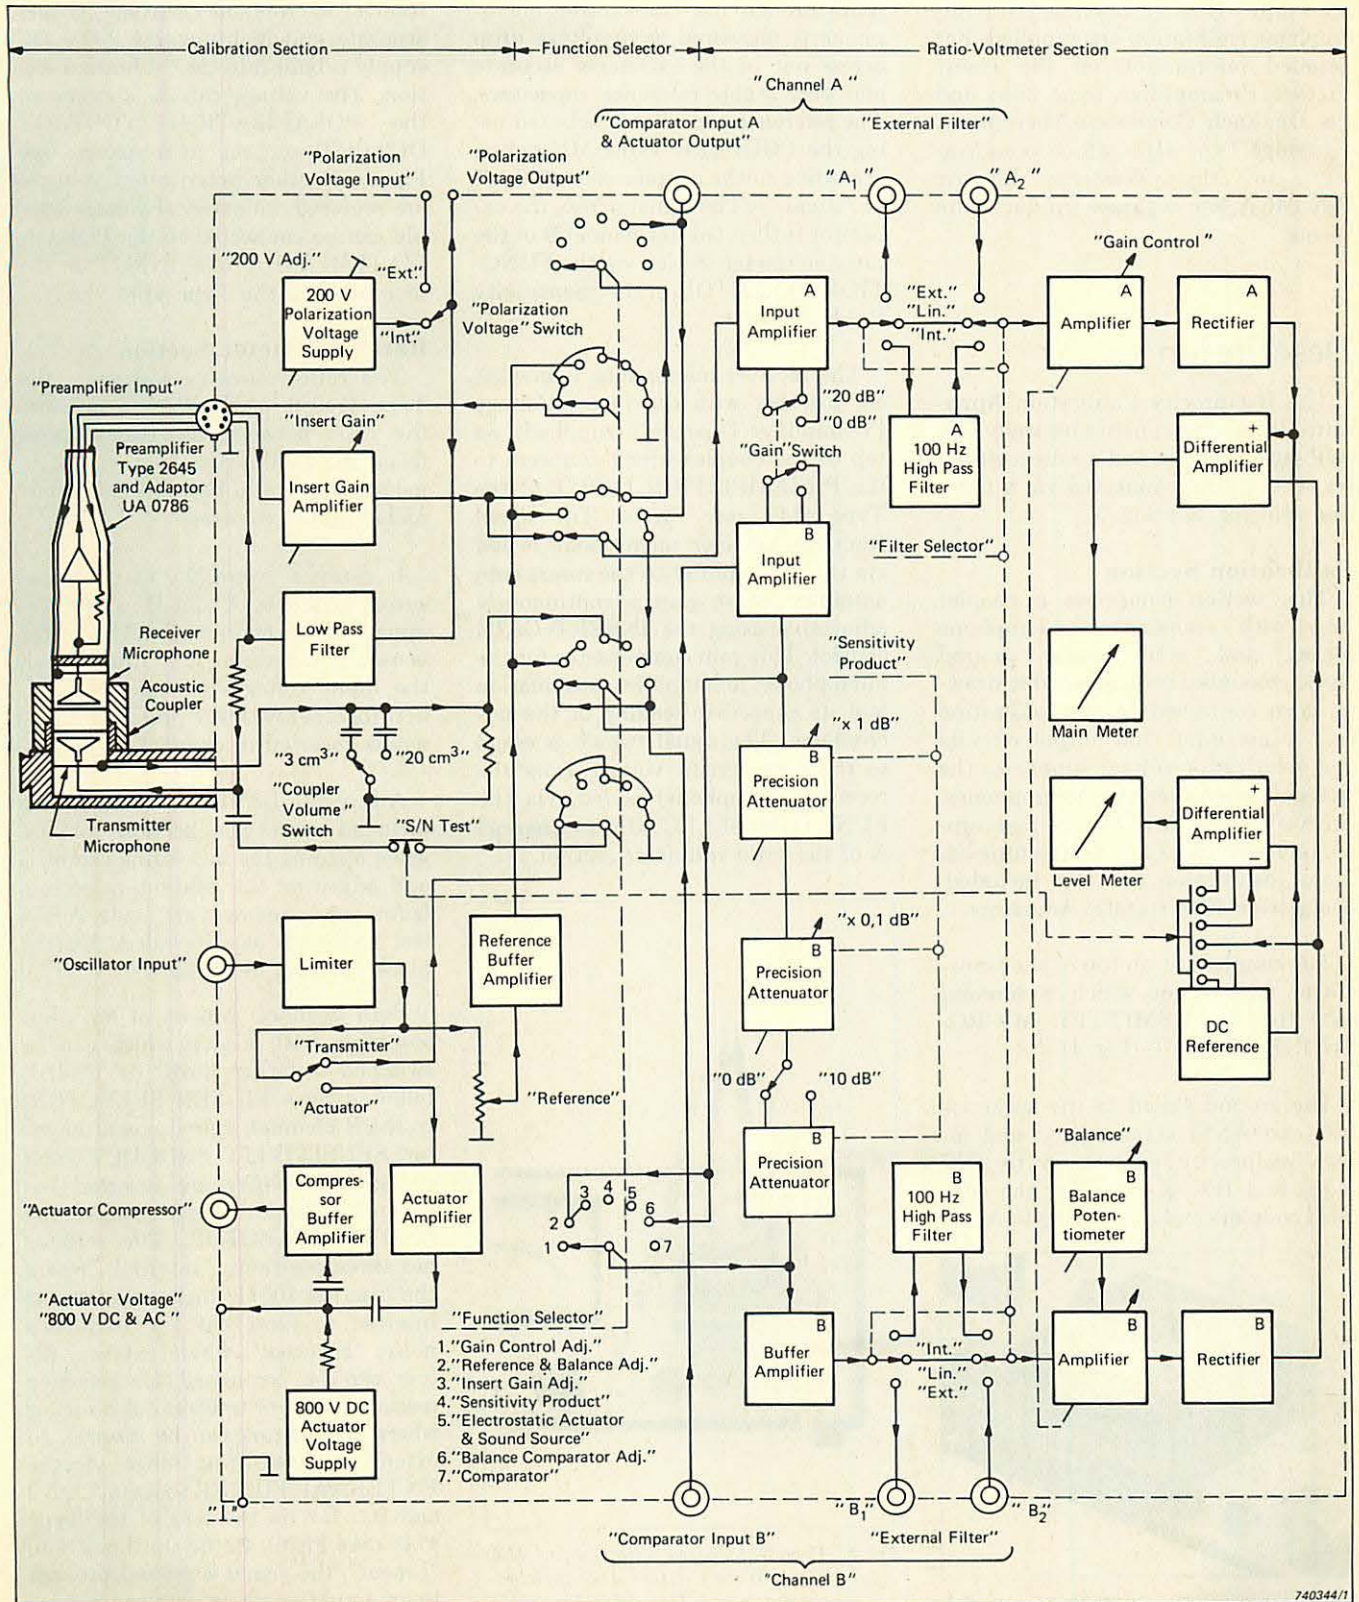 Calibration Section
Function Selector
Ratio-Voltmeter Section
"Channel A"
"Comparator Input A
& Actuator Output"
"External Filter"
"Polarization
Voltage Input"
"Polarization
Voltage Output"
"A1"
"A2"
"200 V Adj."
"Ext."
"Int."
200 V
Polarization
Voltage
Supply
"Polarization
Voltage" Switch
"Preamplifier Input"
Preamplifier
Type 2645
and Adaptor
UA 0786
"Insert Gain"
Insert Gain
Amplifier
Low Pass
Filter
Receiver
Microphone
Acoustic
Coupler
Transmitter
Microphone
"3 cm³"
"20 cm³"
"Coupler
Volume"
Switch
"S/N Test"
"Oscillator Input"
Limiter
Reference
Buffer
Amplifier
"Transmitter"
"Actuator"
"Reference"
"Actuator Compressor"
Compres-
sor
Buffer
Amplifier
Actuator
Amplifier
"Actuator Voltage"
"800 V DC & AC"
800 V DC
Actuator
Voltage
Supply
"⊥"
"Function Selector"
1."Gain Control Adj."
2."Reference & Balance Adj."
3."Insert Gain Adj."
4."Sensitivity Product"
5."Electrostatic Actuator
& Sound Source"
6."Balance Comparator Adj."
7."Comparator"
1
2
3
4
5
6
7
A
Input
Amplifier
"20 dB"
"0 dB"
"Gain" Switch
B
Input
Amplifier
"Ext."
"Lin."
"Int."
A
100 Hz
High Pass
Filter
"Filter Selector"
"Gain Control"
A
Amplifier
A
Rectifier
+
Differential
Amplifier
−
Main Meter
"Sensitivity
Product"
"x 1 dB"
B
Precision
Attenuator
"x 0,1 dB"
B
Precision
Attenuator
"0 dB"
"10 dB"
B
Precision
Attenuator
Level Meter
+
Differential
Amplifier
−
DC
Reference
B
100 Hz
High Pass
Filter
"Balance"
B
Balance
Poten-
tiometer
B
Buffer
Amplifier
"Int."
"Lin."
"Ext."
B
Amplifier
B
Rectifier
"Comparator Input B"
"B1"
"External Filter"
"B2"
"Channel B"
740344/1